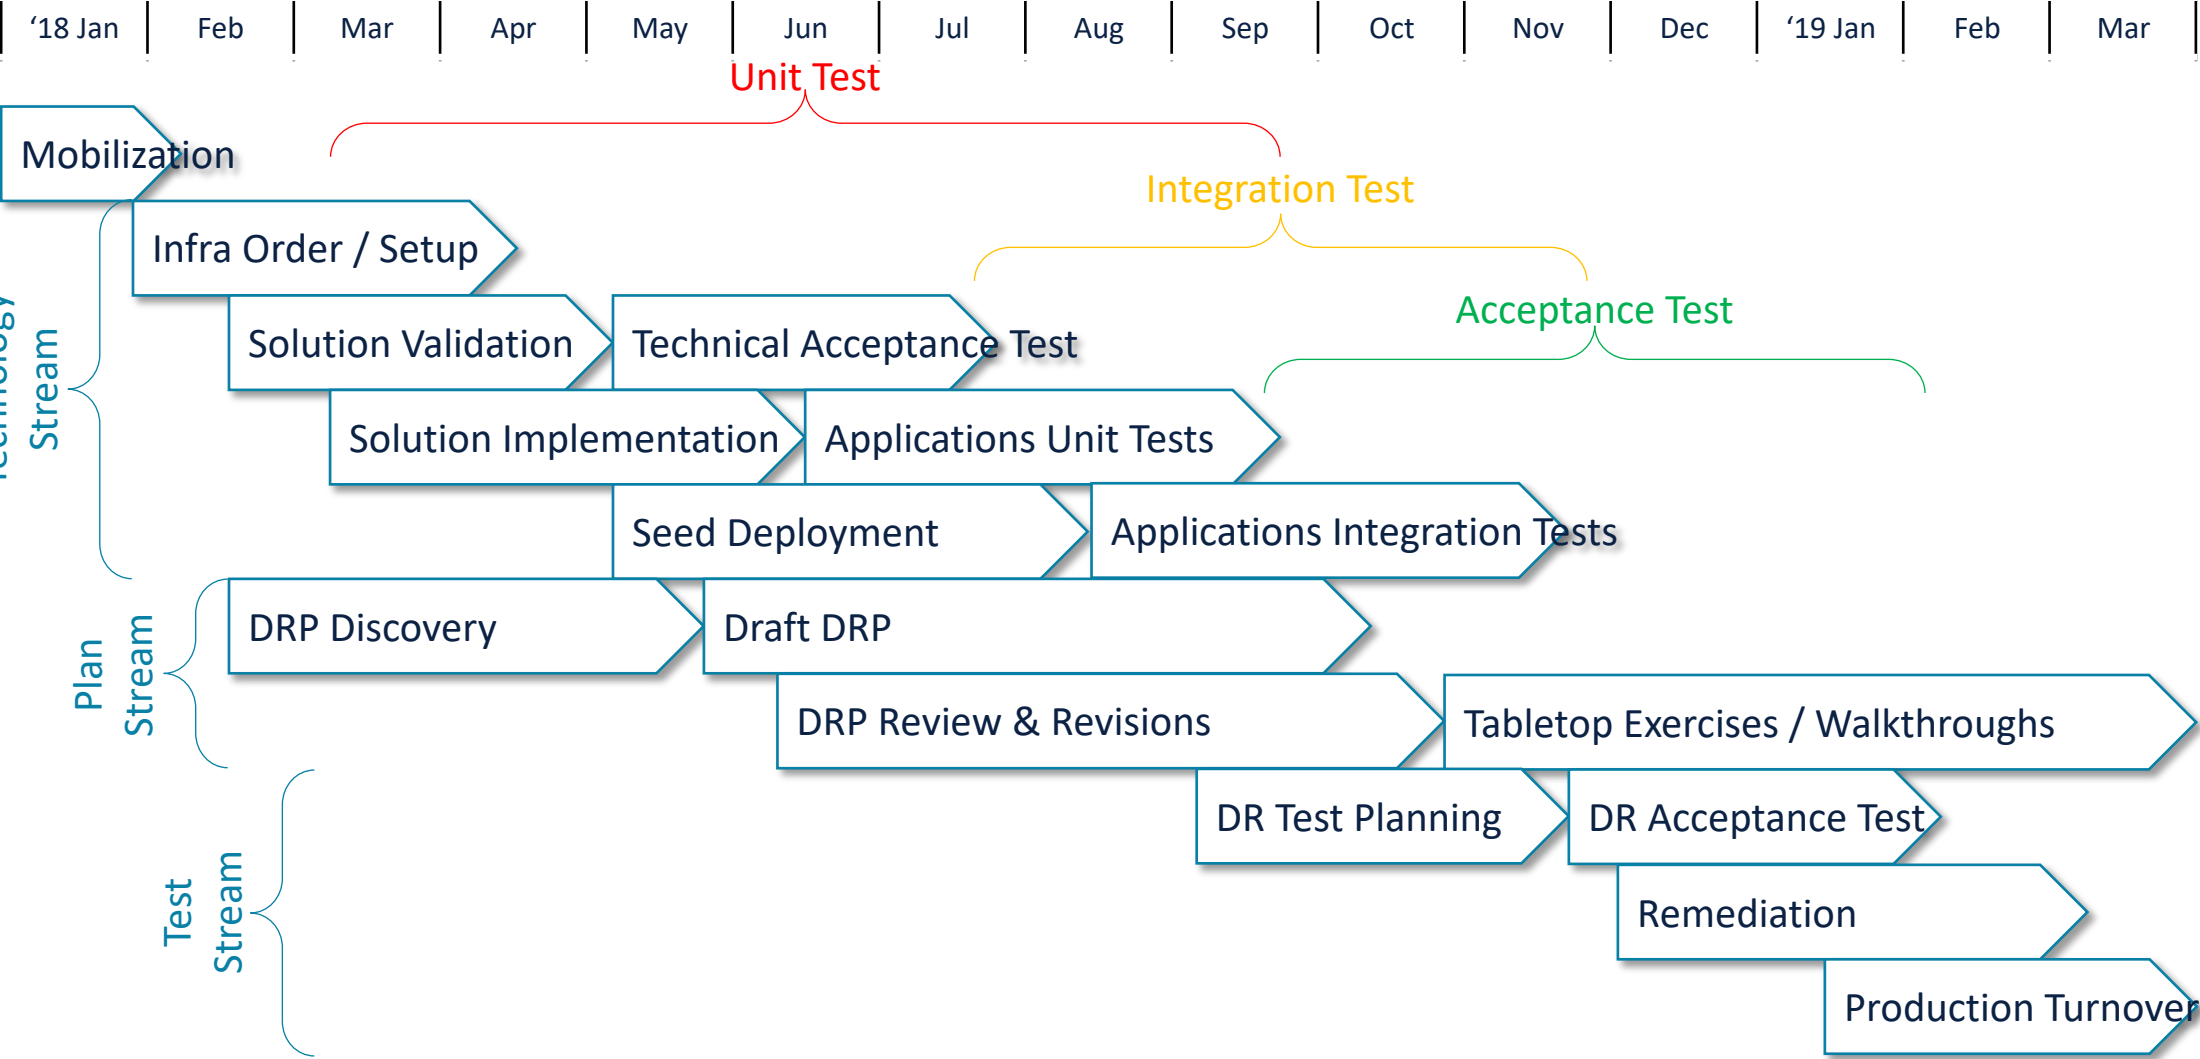 ‘18 Jan Feb Mar Apr May Jun Jul Aug Sep Oct Nov Dec ‘19 Jan Feb Mar
Unit Test
Mobilization
Integration Test
Infra Order / Setup
Acceptance Test
Technology
Stream
Solution Validation
Technical Acceptance Test
Solution Implementation
Applications Unit Tests
Seed Deployment
Applications Integration Tests
Plan
Stream
DRP Discovery
Draft DRP
DRP Review & Revisions
Tabletop Exercises / Walkthroughs
Test
Stream
DR Test Planning
DR Acceptance Test
Remediation
Production Turnover